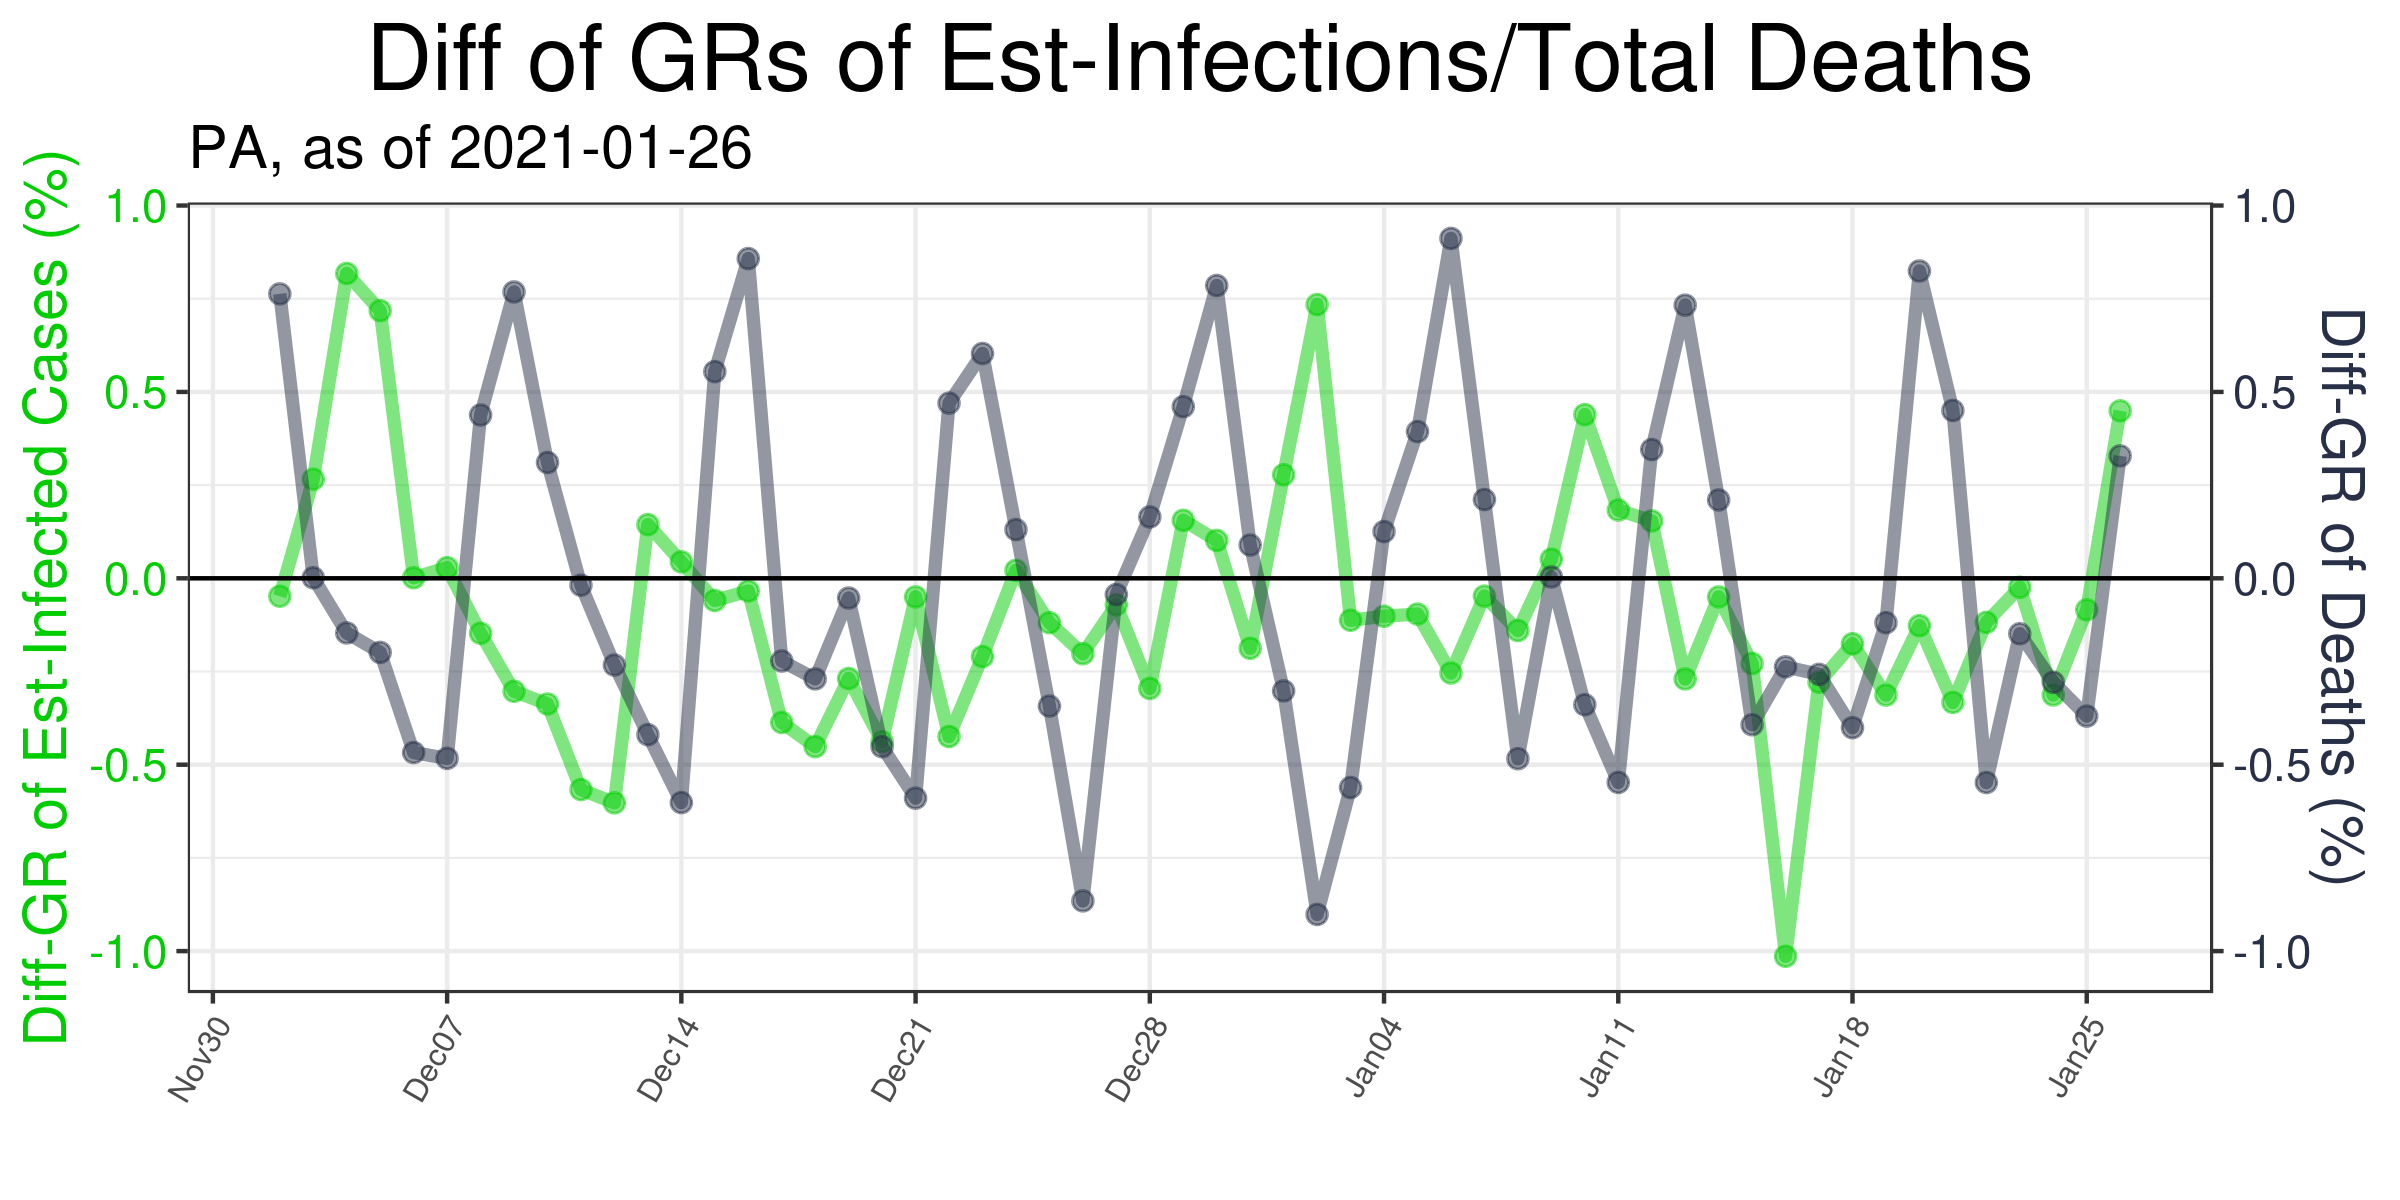 Diff of GRs of Est-Infections/Total Deaths
PA, as of 2021-01-26
Diff-GR of Est-Infected Cases (%)
1.0
0.5
0.0
-0.5
-1.0
1.0
0.5
0.0
-0.5
-1.0
Diff-GR of Deaths (%)
Nov30
Dec07
Dec14
Dec21
Dec28
Jan04
Jan11
Jan18
Jan25